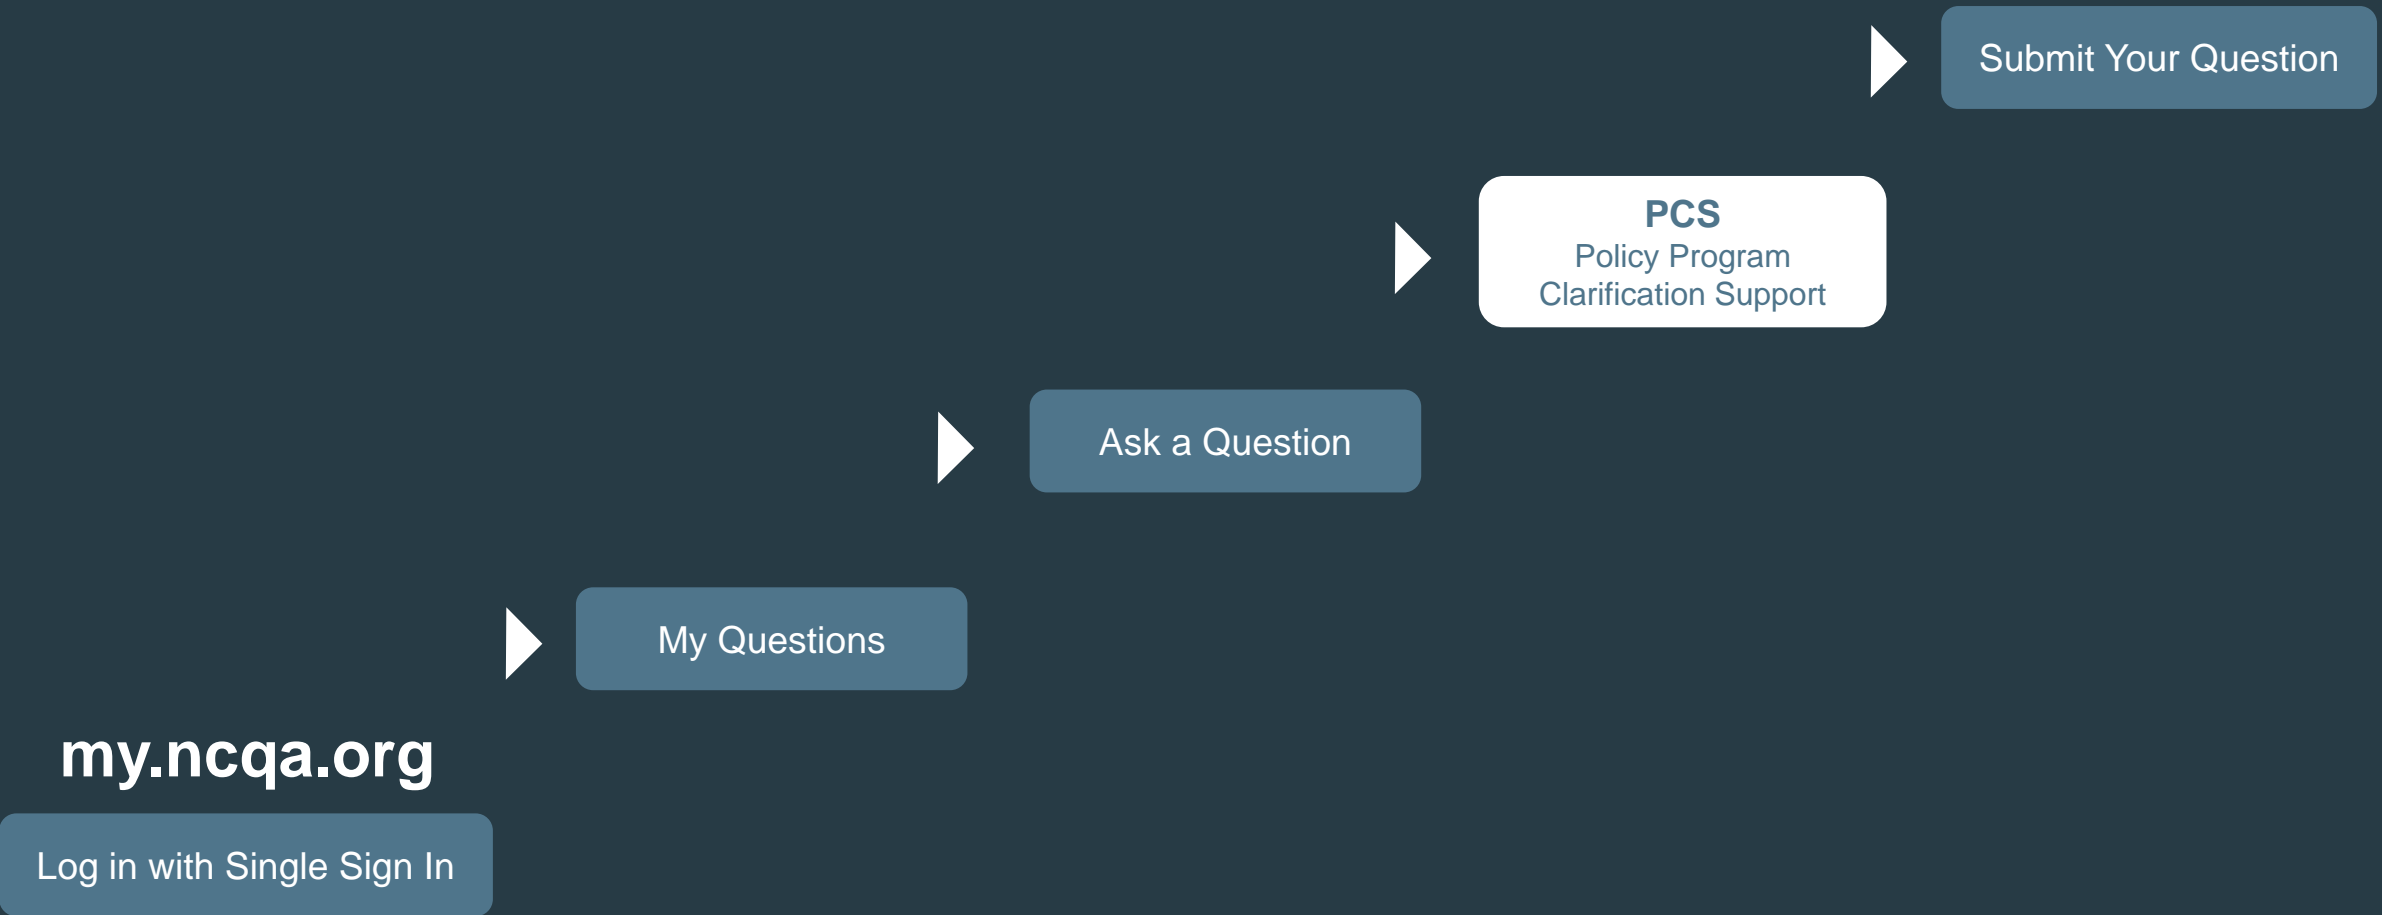 my.ncqa.org
Log in with Single Sign In
My Questions
Ask a Question
PCS
Policy Program
Clarification Support
Submit Your Question